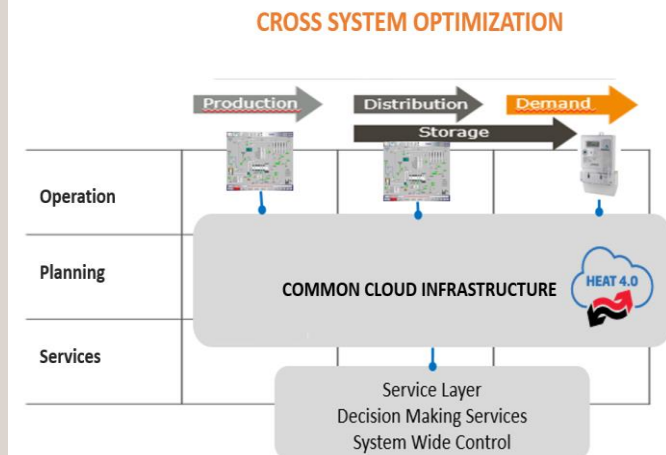 CROSS SYSTEM OPTIMIZATION
Production
Distribution
Demand
Storage
Operation
Planning
COMMON CLOUD INFRASTRUCTURE
HEAT 4.0
Services
Service Layer
Decision Making Services
System Wide Control